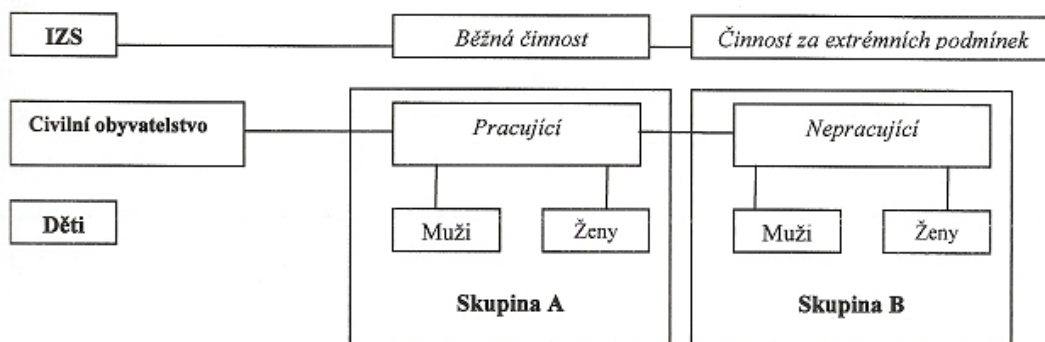 IZS
Běžná činnost
Činnost za extrémních podmínek
Civilní obyvatelstvo
Pracující
Nepracující
Děti
Muži
Ženy
Muži
Ženy
Skupina A
Skupina B